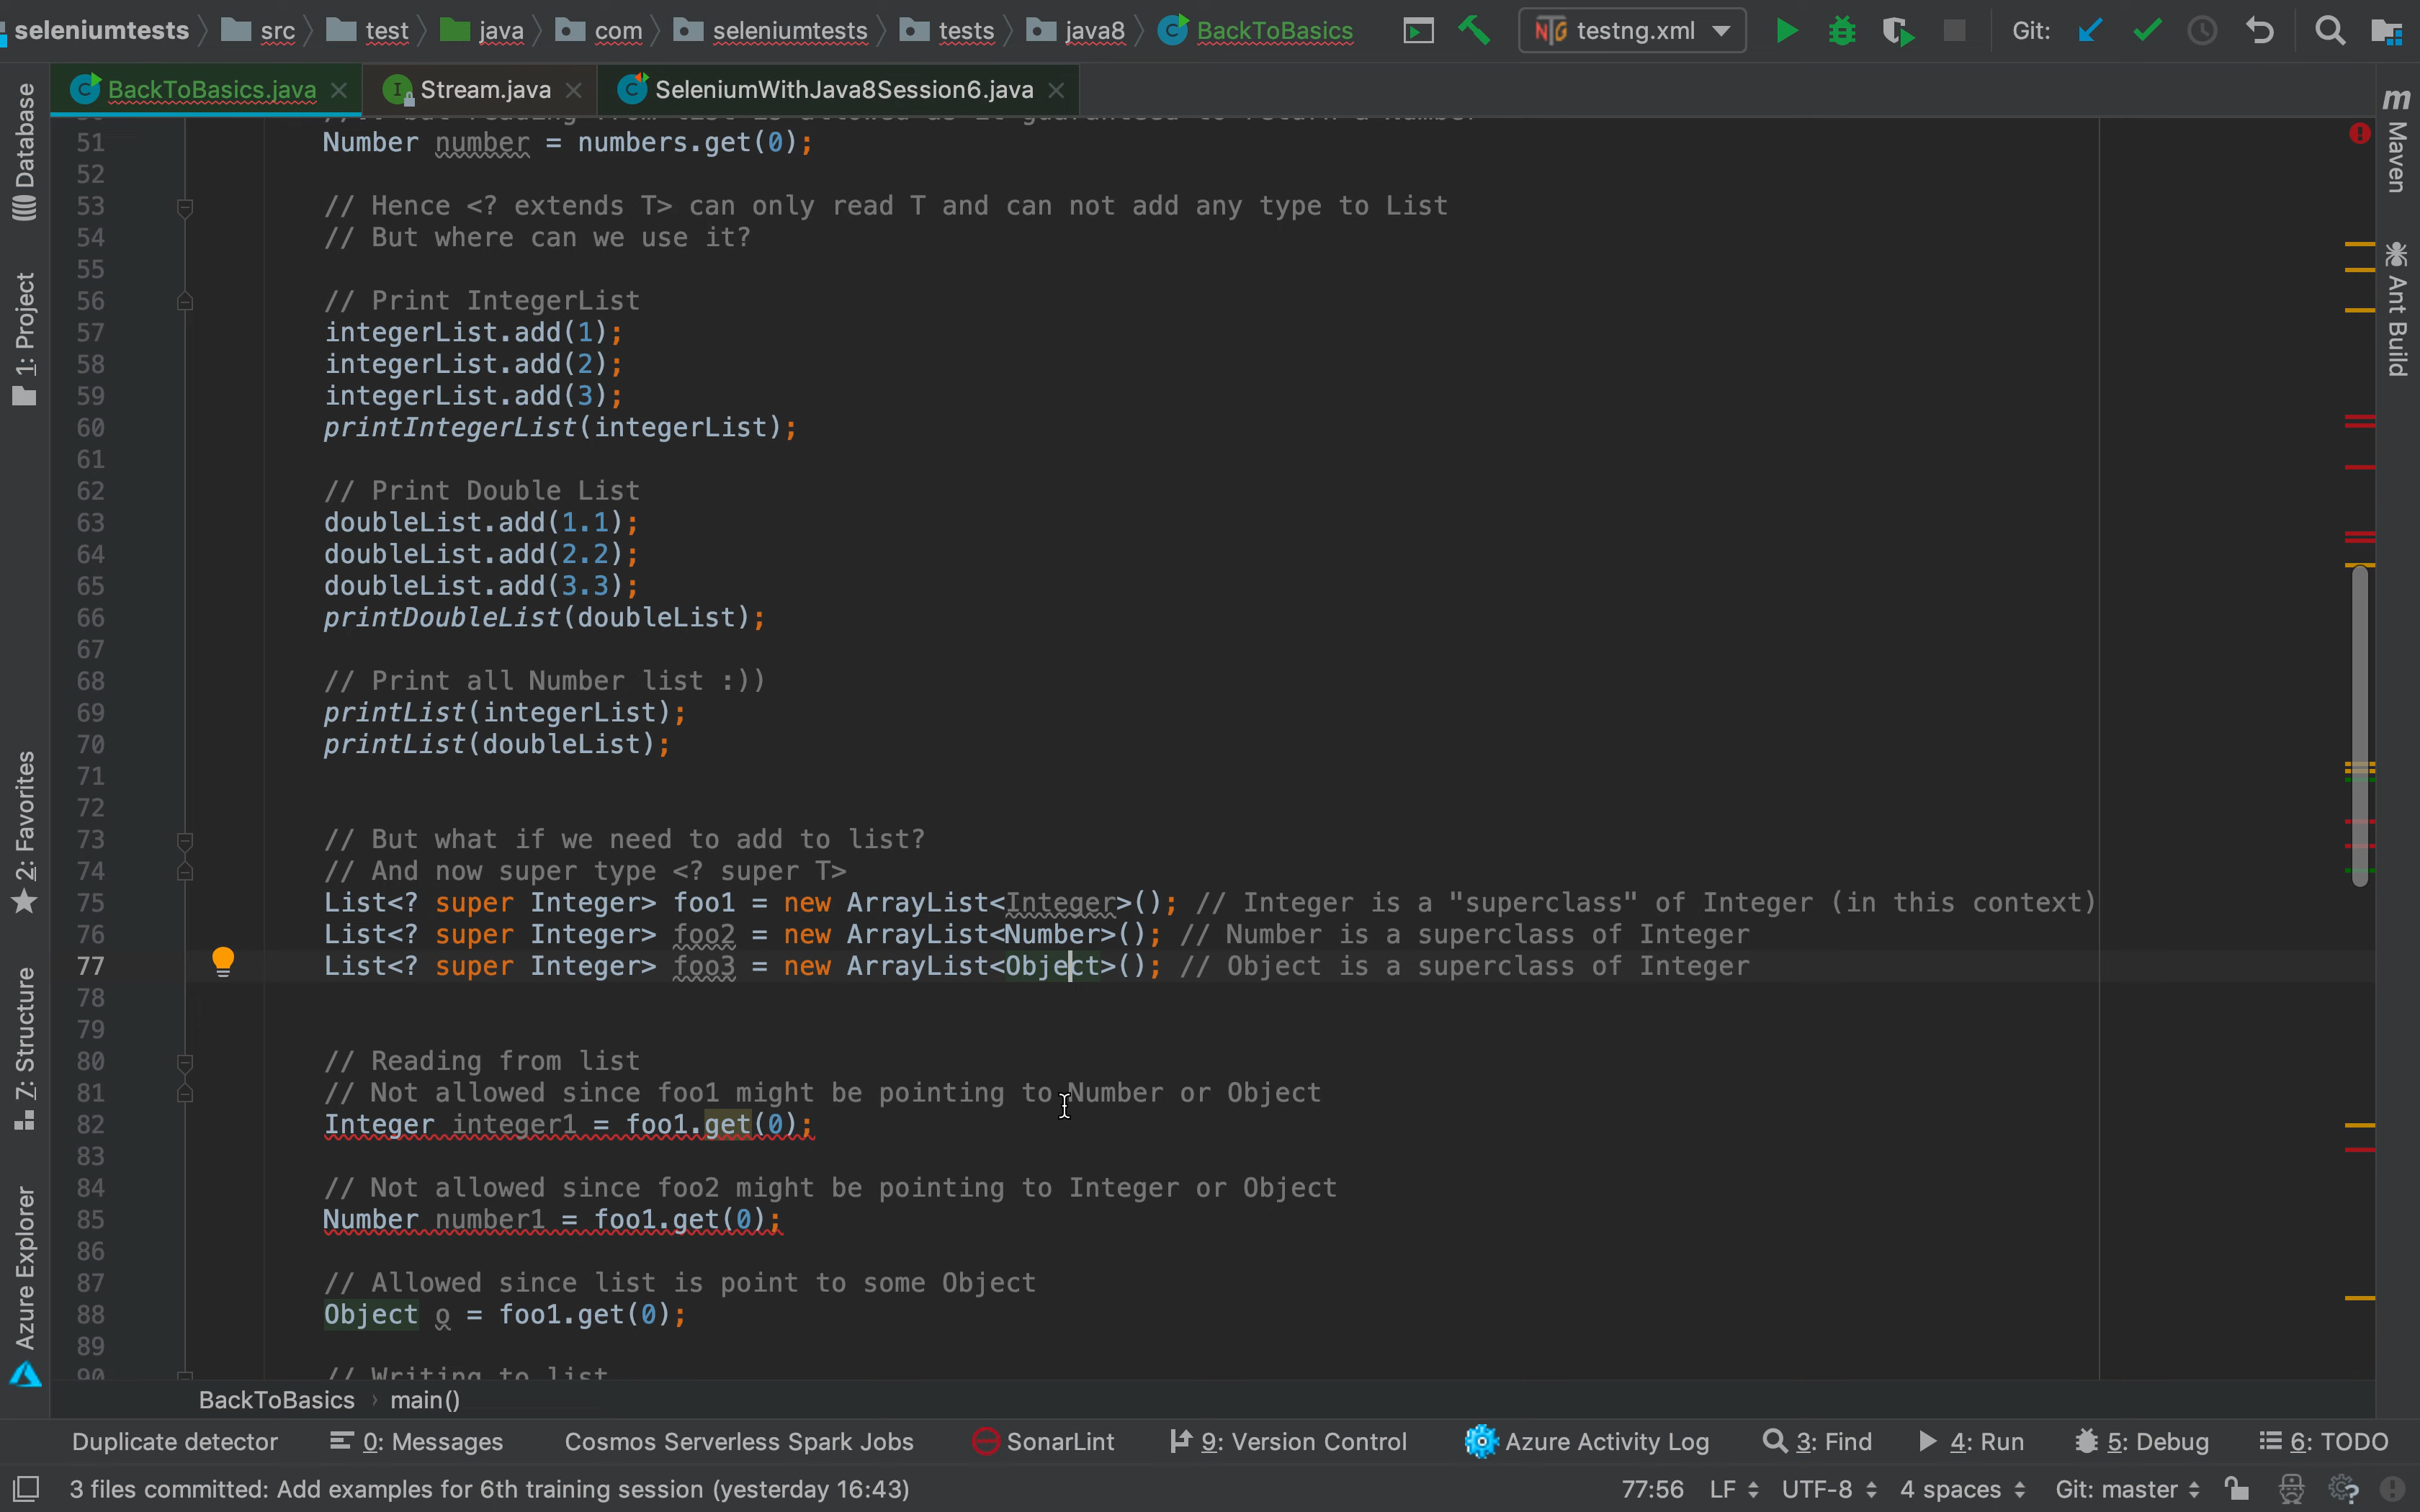 seleniumtests src test java com seleniumtests tests java8 BackToBasics testng.xml Git:
BackToBasics.java Stream.java SeleniumWithJava8Session6.java
51 Number number = numbers.get(0);
52
53 // Hence <? extends T> can only read T and can not add any type to List
54 // But where can we use it?
55
56 // Print IntegerList
57 integerList.add(1);
58 integerList.add(2);
59 integerList.add(3);
60 printIntegerList(integerList);
61
62 // Print Double List
63 doubleList.add(1.1);
64 doubleList.add(2.2);
65 doubleList.add(3.3);
66 printDoubleList(doubleList);
67
68 // Print all Number list :))
69 printList(integerList);
70 printList(doubleList);
71
72
73 // But what if we need to add to list?
74 // And now super type <? super T>
75 List<? super Integer> foo1 = new ArrayList<Integer>(); // Integer is a "superclass" of Integer (in this context)
76 List<? super Integer> foo2 = new ArrayList<Number>(); // Number is a superclass of Integer
77 List<? super Integer> foo3 = new ArrayList<Object>(); // Object is a superclass of Integer
78
79
80 // Reading from list
81 // Not allowed since foo1 might be pointing to Number or Object
82 Integer integer1 = foo1.get(0);
83
84 // Not allowed since foo2 might be pointing to Integer or Object
85 Number number1 = foo1.get(0);
86
87 // Allowed since list is point to some Object
88 Object o = foo1.get(0);
89
90 // Writing to list
BackToBasics main()
Database
1: Project
2: Favorites
7: Structure
Azure Explorer
m Maven
Ant Build
Duplicate detector 0: Messages Cosmos Serverless Spark Jobs SonarLint 9: Version Control Azure Activity Log 3: Find 4: Run 5: Debug 6: TODO
3 files committed: Add examples for 6th training session (yesterday 16:43) 77:56 LF UTF-8 4 spaces Git: master